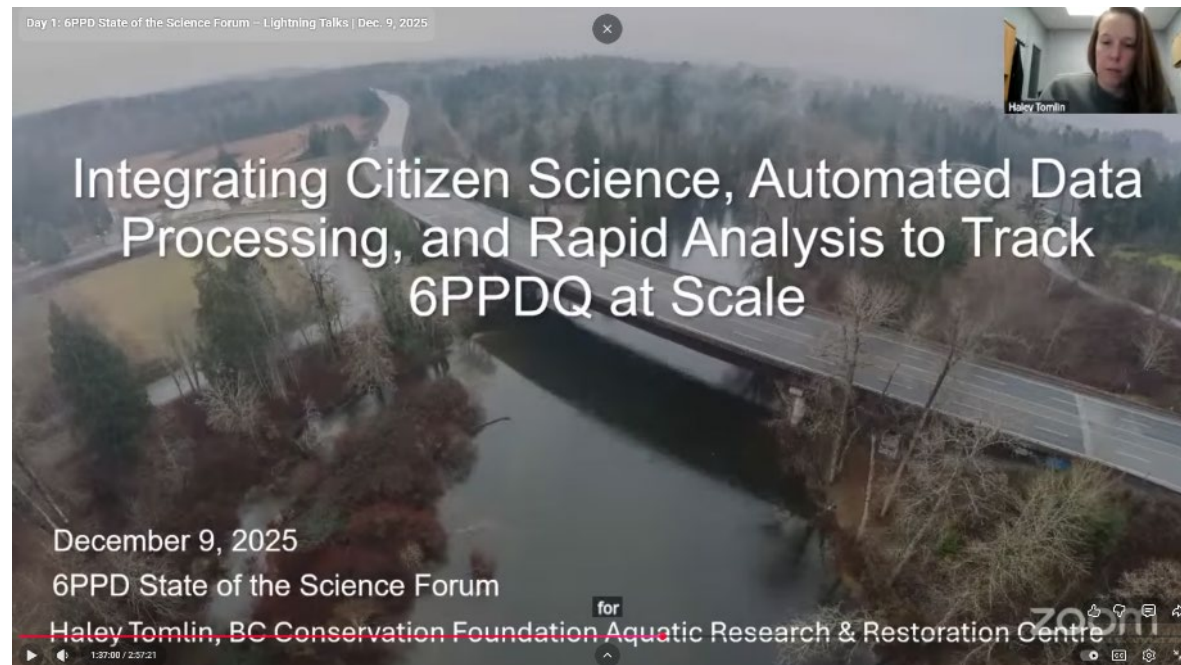 Day 1: 6PPD State of the Science Forum – Lightning Talks | Dec. 9, 2025
Haley Tomlin
Integrating Citizen Science, Automated Data
Processing, and Rapid Analysis to Track
6PPDQ at Scale
December 9, 2025
6PPD State of the Science Forum
for
Haley Tomlin, BC Conservation Foundation Aquatic Research & Restoration Centre
zoom
1:37:00 / 2:57:21
CC